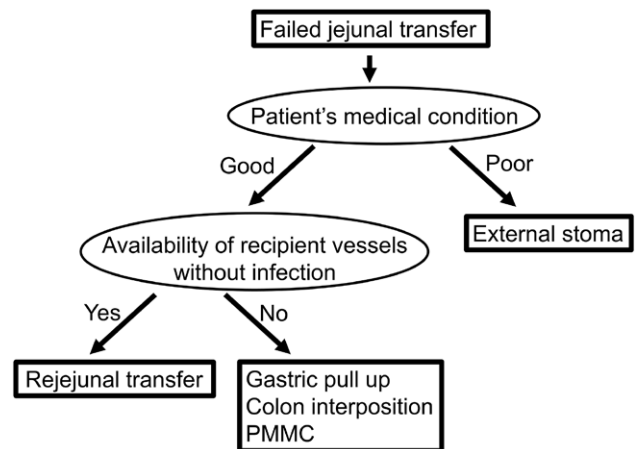 Failed jejunal transfer
Patient's medical condition
Good
Poor
Availability of recipient vessels
without infection
External stoma
Yes
No
Rejejunal transfer
Gastric pull up
Colon interposition
PMMC